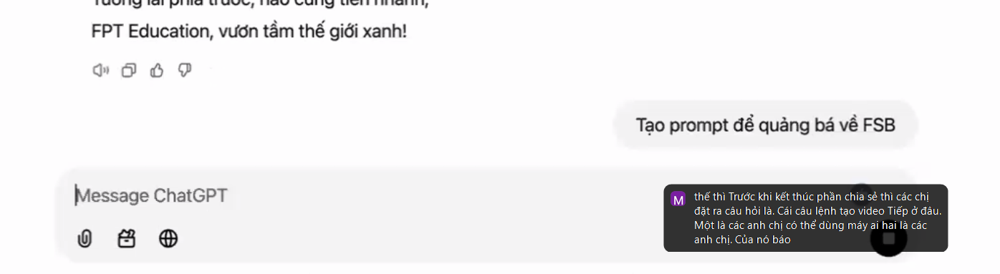 Tương lai phía trước, nào cùng tiến nhanh,
FPT Education, vươn tầm thế giới xanh!
Tạo prompt để quảng bá về FSB
Message ChatGPT
M
thế thì Trước khi kết thúc phần chia sẻ thì các chị
đặt ra câu hỏi là. Cái câu lệnh tạo video Tiếp ở đâu.
Một là các anh chị có thể dùng máy ai hai là các
anh chị. Của nó báo